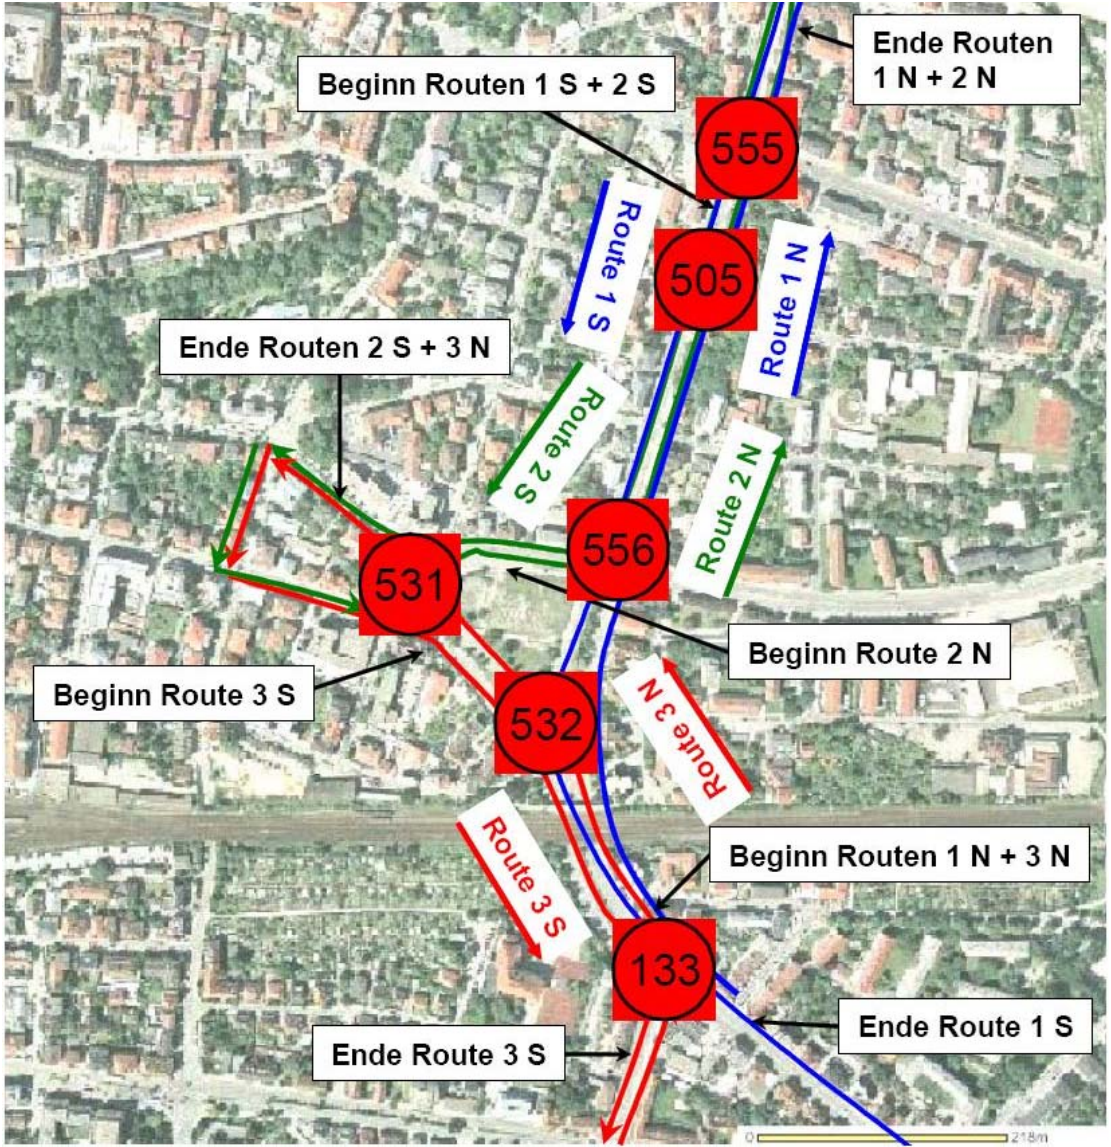 Ende Routen
1 N + 2 N
Beginn Routen 1 S + 2 S
555
Route 1 S
505
Route 1 N
Ende Routen 2 S + 3 N
Route 2 S
Route 2 N
556
531
Beginn Route 2 N
Beginn Route 3 S
532
Route 3 N
Route 3 S
Beginn Routen 1 N + 3 N
133
Ende Route 1 S
Ende Route 3 S
0 218m